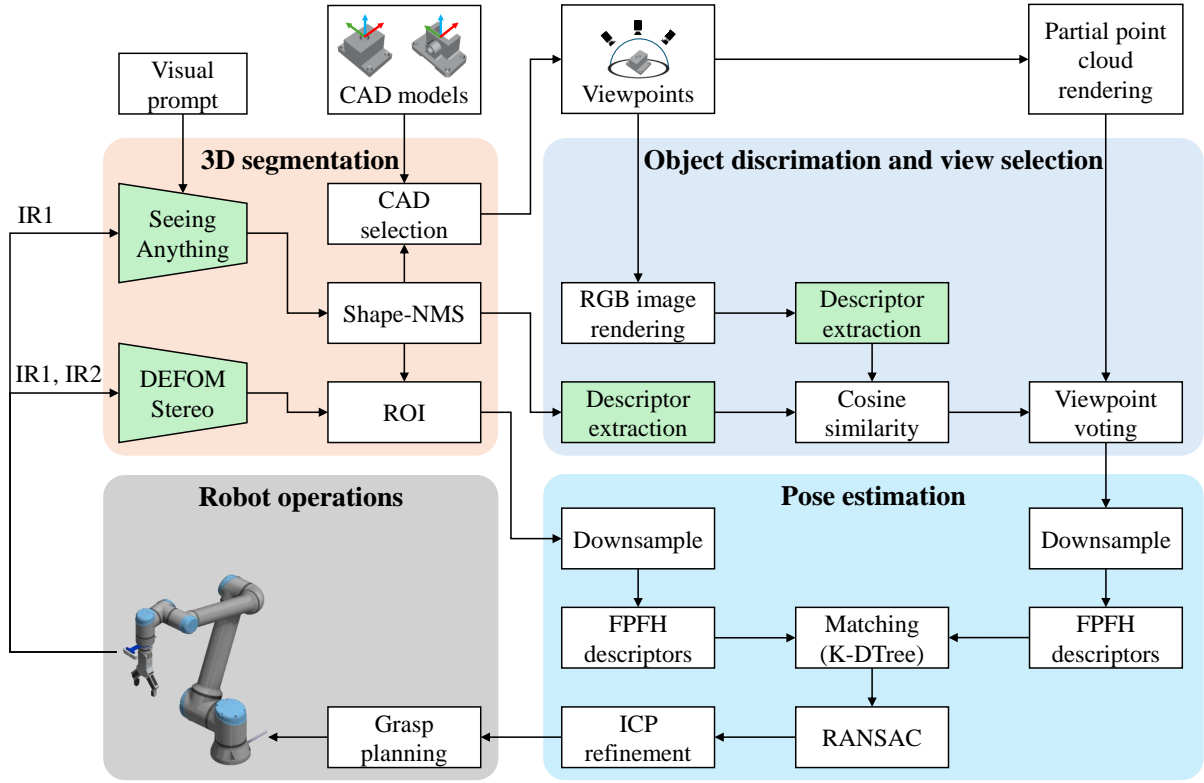 Visual
prompt
CAD models
Viewpoints
Partial point
cloud
rendering
3D segmentation
Object discrimation and view selection
IR1
Seeing
Anything
CAD
selection
Shape-NMS
RGB image
rendering
Descriptor
extraction
IR1, IR2
DEFOM
Stereo
ROI
Descriptor
extraction
Cosine
similarity
Viewpoint
voting
Robot operations
Pose estimation
Downsample
Downsample
FPFH
descriptors
Matching
(K-DTree)
FPFH
descriptors
Grasp
planning
ICP
refinement
RANSAC